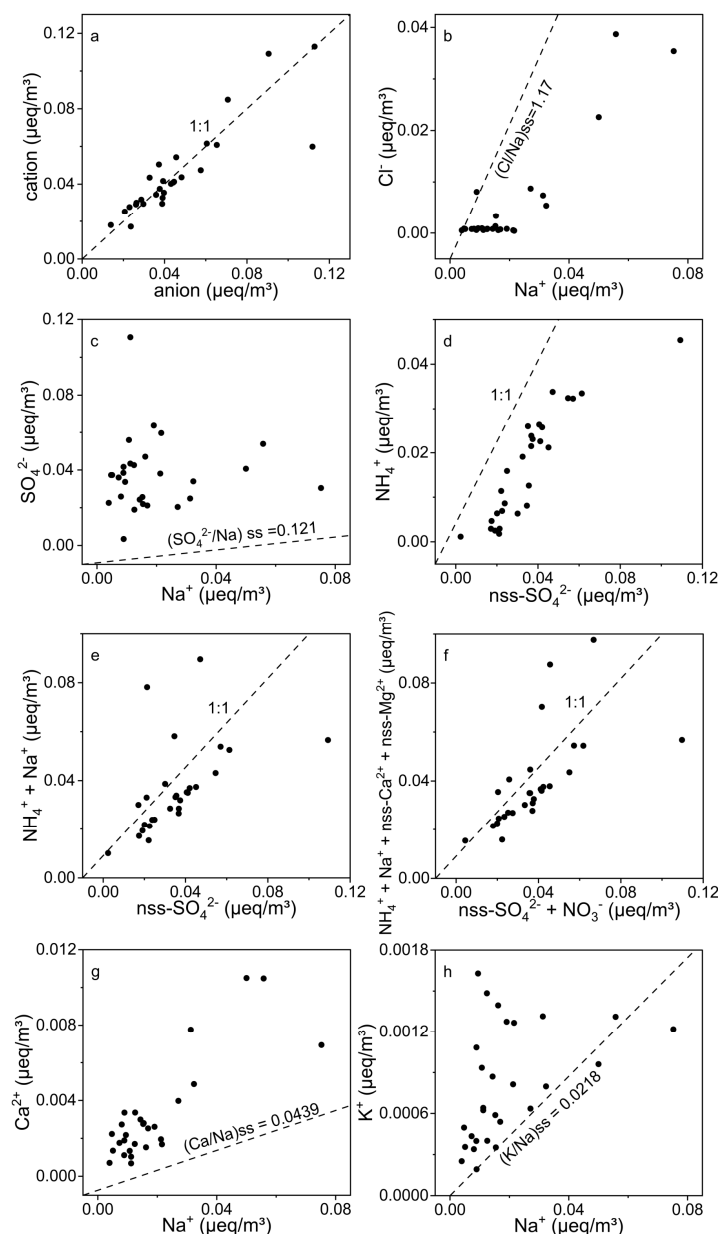 a
cation (μeq/m³)
0.12
0.08
0.04
0.00
1:1
0.00 0.04 0.08 0.12
anion (μeq/m³)
b
Cl⁻ (μeq/m³)
0.04
0.02
0.00
(Cl/Na)ss=1.17
0.00 0.04 0.08
Na⁺ (μeq/m³)
c
SO₄²⁻ (μeq/m³)
0.12
0.08
0.04
0.00
(SO₄²⁻/Na) ss =0.121
0.00 0.04 0.08
Na⁺ (μeq/m³)
d
NH₄⁺ (μeq/m³)
0.04
0.02
0.00
1:1
0.00 0.04 0.08 0.12
nss-SO₄²⁻ (μeq/m³)
e
NH₄⁺ + Na⁺ (μeq/m³)
0.08
0.04
0.00
1:1
0.00 0.04 0.08 0.12
nss-SO₄²⁻ (μeq/m³)
f
NH₄⁺ + Na⁺ + nss-Ca²⁺ + nss-Mg²⁺ (μeq/m³)
0.08
0.04
0.00
1:1
0.00 0.04 0.08 0.12
nss-SO₄²⁻ + NO₃⁻ (μeq/m³)
g
Ca²⁺ (μeq/m³)
0.012
0.008
0.004
0.000
(Ca/Na)ss = 0.0439
0.00 0.04 0.08
Na⁺ (μeq/m³)
h
K⁺ (μeq/m³)
0.0018
0.0012
0.0006
0.0000
(K/Na)ss = 0.0218
0.00 0.04 0.08
Na⁺ (μeq/m³)